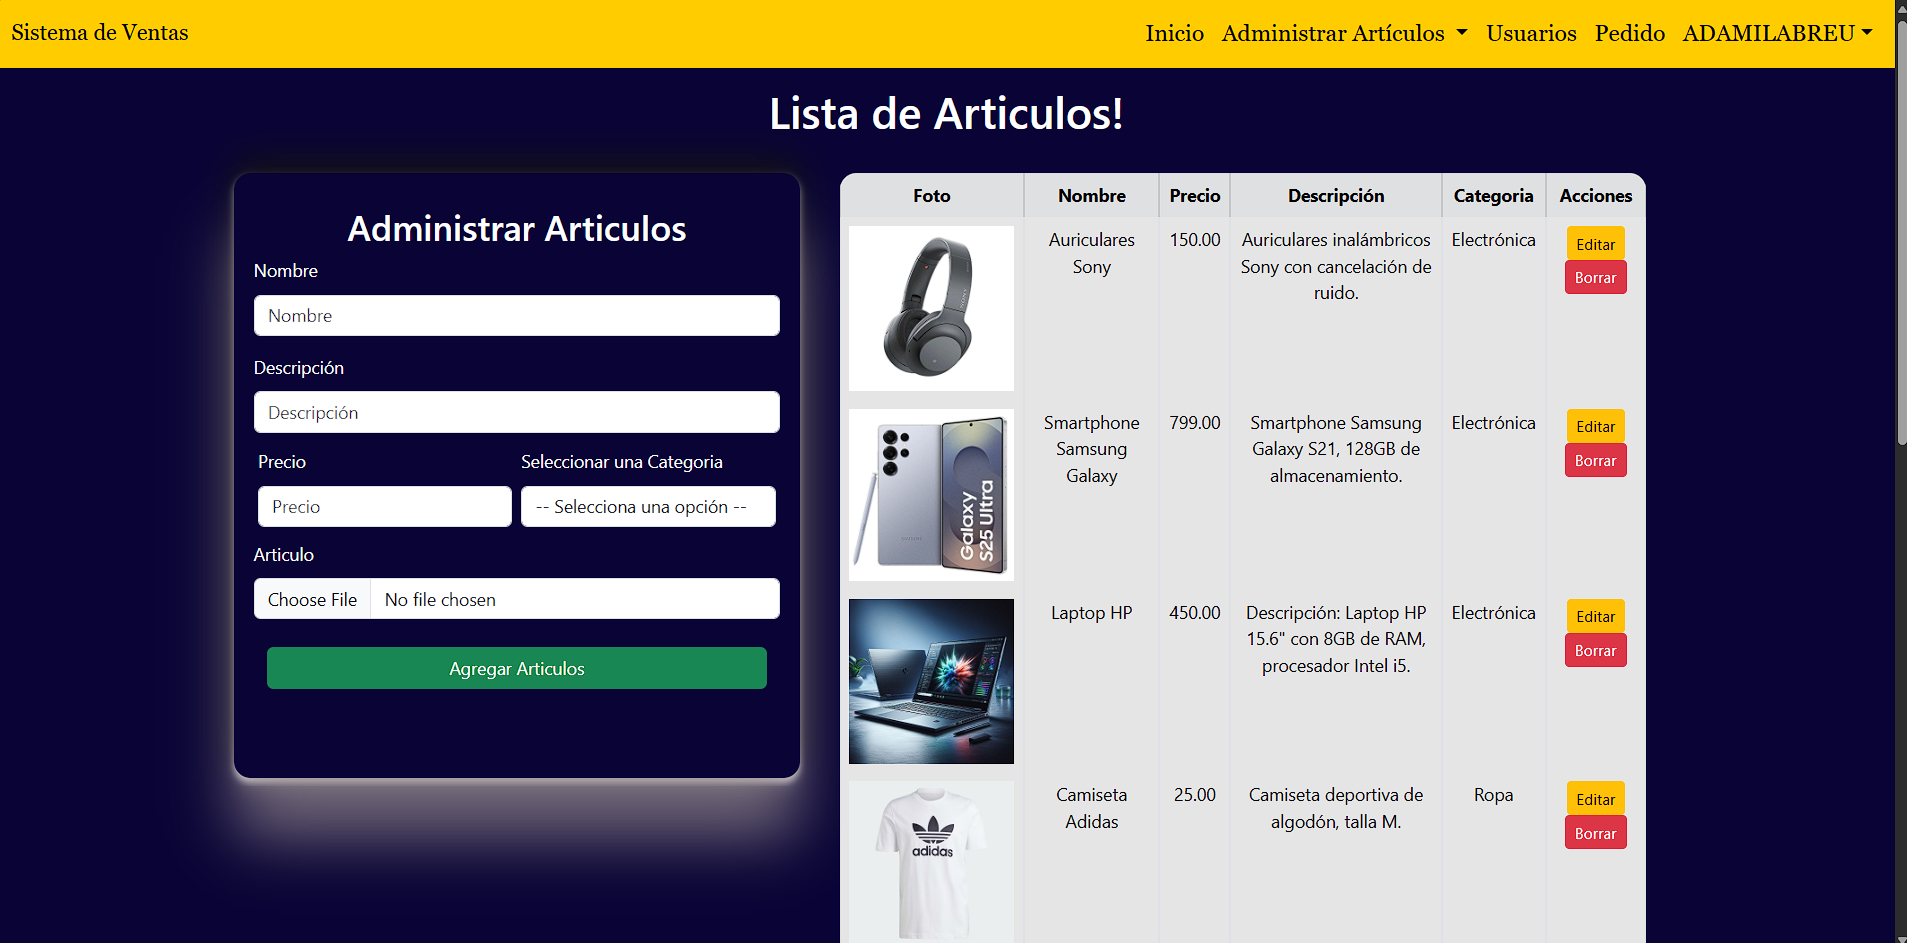 Sistema de Ventas
Inicio Administrar Artículos Usuarios Pedido ADAMILABREU
Lista de Articulos!
Administrar Articulos
Nombre
Nombre
Descripción
Descripción
Precio Seleccionar una Categoria
Precio -- Selecciona una opción --
Articulo
Choose File No file chosen
Agregar Articulos
Foto Nombre Precio Descripción Categoria Acciones
SONY
Auriculares
Sony
150.00
Auriculares inalámbricos
Sony con cancelación de
ruido.
Electrónica
Editar
Borrar
Galaxy
S25 Ultra
Smartphone
Samsung
Galaxy
799.00
Smartphone Samsung
Galaxy S21, 128GB de
almacenamiento.
Electrónica
Editar
Borrar
Laptop HP
450.00
Descripción: Laptop HP
15.6" con 8GB de RAM,
procesador Intel i5.
Electrónica
Editar
Borrar
adidas
Camiseta
Adidas
25.00
Camiseta deportiva de
algodón, talla M.
Ropa
Editar
Borrar